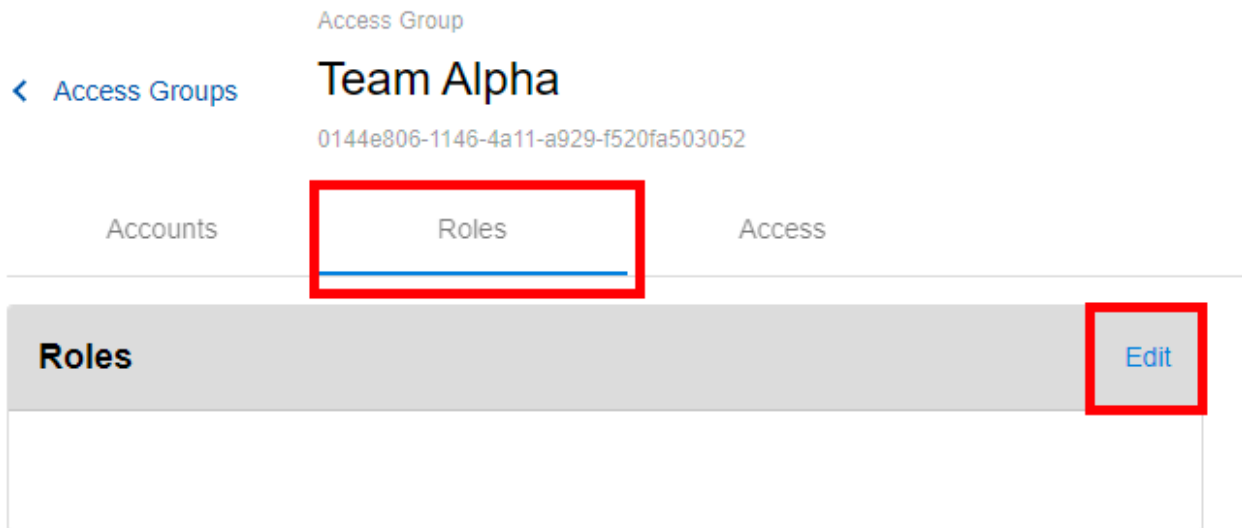 Access Group
< Access Groups
Team Alpha
0144e806-1146-4a11-a929-f520fa503052
Accounts Roles Access
Roles Edit